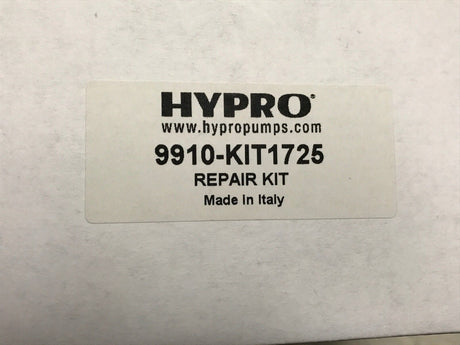 HYPRO®
www.hypropumps.com
9910-KIT1725
REPAIR KIT
Made in Italy